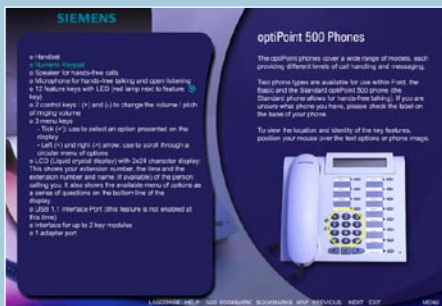 SIEMENS
o Handset
o Numeric Keypad
o Speaker for hands-free calls
o Microphone for hands-free talking and open listening
o 12 feature keys with LED (red lamp next to feature
key)
o 2 control keys : (+) and (-) to change the volume / pitch
of ringing volume
o 3 menu keys
- Tick (✓): use to select an option presented on the
display
- Left (<) and right (>) arrow: use to scroll through a
circular menu of options
o LCD (Liquid crystal display) with 2x24 character display:
This shows your extension number, the time and the
extension number and name (if available) of the person
calling you. It also shows the available menu of options as
a series of questions on the bottom line of the
display.
o USB 1.1 Interface Port (this feature is not enabled at
this time)
o Interface for up to 2 key modules
o 1 adapter port
optiPoint 500 Phones
The optiPoint phones cover a wide range of models, each
providing different levels of call handling and messaging.
Two phone types are available for use within Ford, the
Basic and the Standard optiPoint 500 phone (the
Standard phone allows for hands-free talking). If you are
unsure what phone you have, please check the label on
the base of your phone.
To view the location and identity of the key features,
position your mouse over the text options or phone image.
LANGUAGE HELP ADD BOOKMARK BOOKMARKS MAP PREVIOUS NEXT EXIT MENU